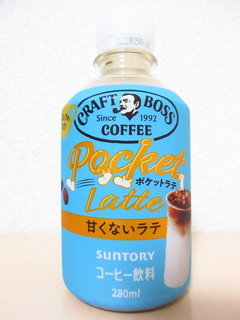 CRAFT BOSS
Since 1992
COFFEE
Pocket
ポケットラテ
Latte
甘くないラテ
SUNTORY
コーヒー飲料
280ml